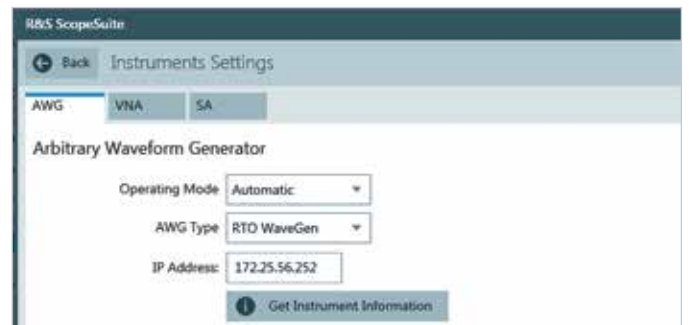 R&S ScopeSuite
Back Instruments Settings
AWG VNA SA
Arbitrary Waveform Generator
Operating Mode Automatic
AWG Type RTO WaveGen
IP Address: 172.25.56.252
Get Instrument Information